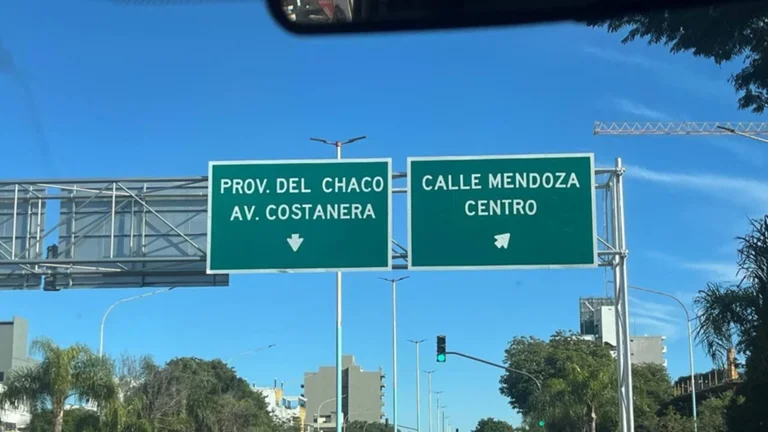 PROV. DEL CHACO
AV. COSTANERA
CALLE MENDOZA
CENTRO